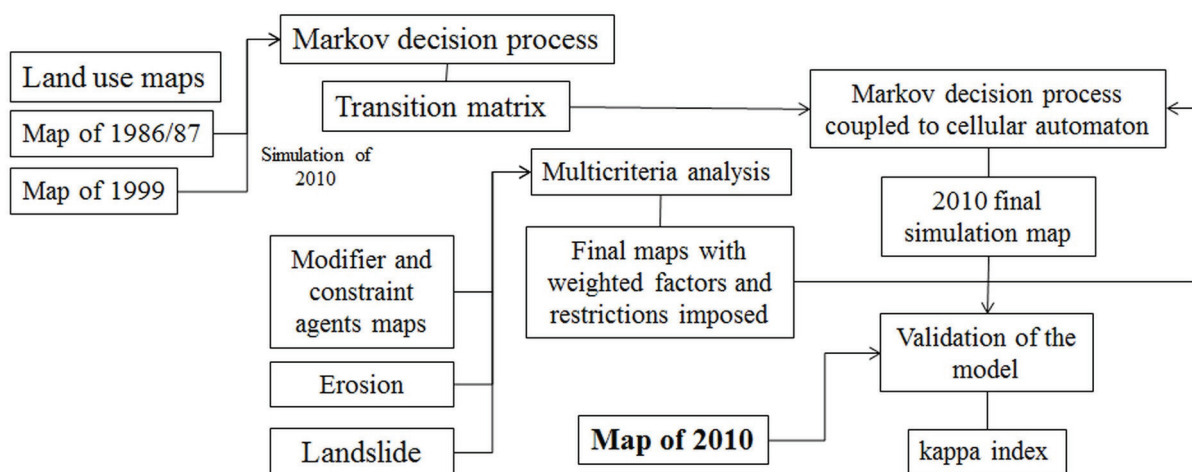 Land use maps
Map of 1986/87
Map of 1999
Markov decision process
Transition matrix
Simulation of
2010
Multicriteria analysis
Modifier and
constraint
agents maps
Erosion
Landslide
Final maps with
weighted factors and
restrictions imposed
Markov decision process
coupled to cellular automaton
2010 final
simulation map
Validation of the
model
Map of 2010
kappa index